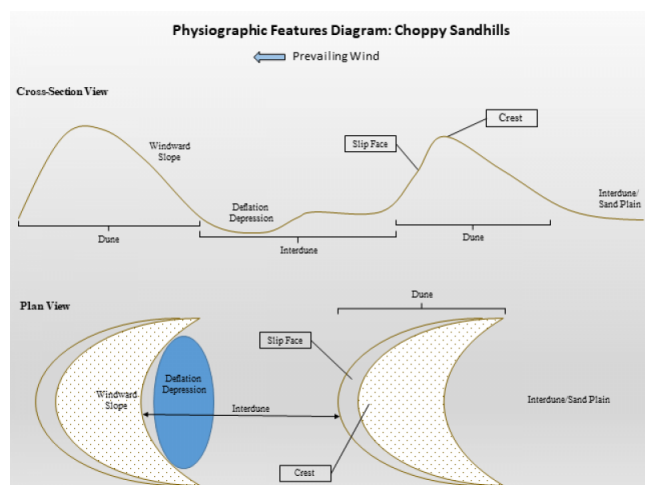 Physiographic Features Diagram: Choppy Sandhills
Prevailing Wind
Cross-Section View
Crest
Windward
Slope
Slip Face
Interdune/
Sand Plain
Deflation
Depression
Dune
Interdune
Dune
Plan View
Dune
Slip Face
Deflation
Depression
Windward
Slope
Interdune
Interdune/Sand Plain
Crest